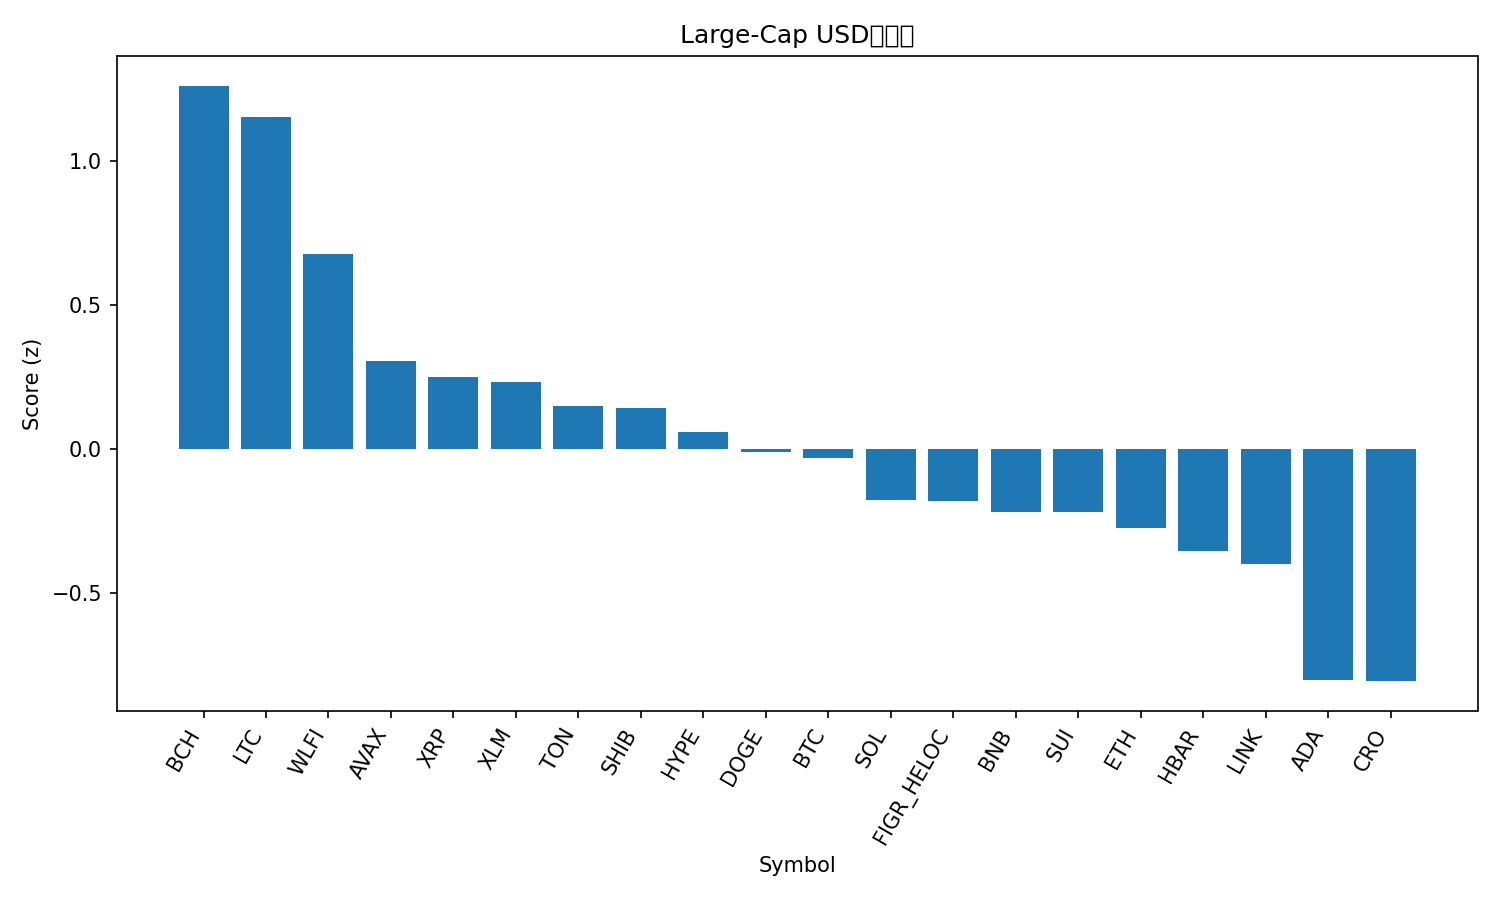 Large-Cap USD
Score (z)
1.0
0.5
0.0
−0.5
BCH
LTC
WLFI
AVAX
XRP
XLM
TON
SHIB
HYPE
DOGE
BTC
SOL
FIGR_HELOC
BNB
SUI
ETH
HBAR
LINK
ADA
CRO
Symbol